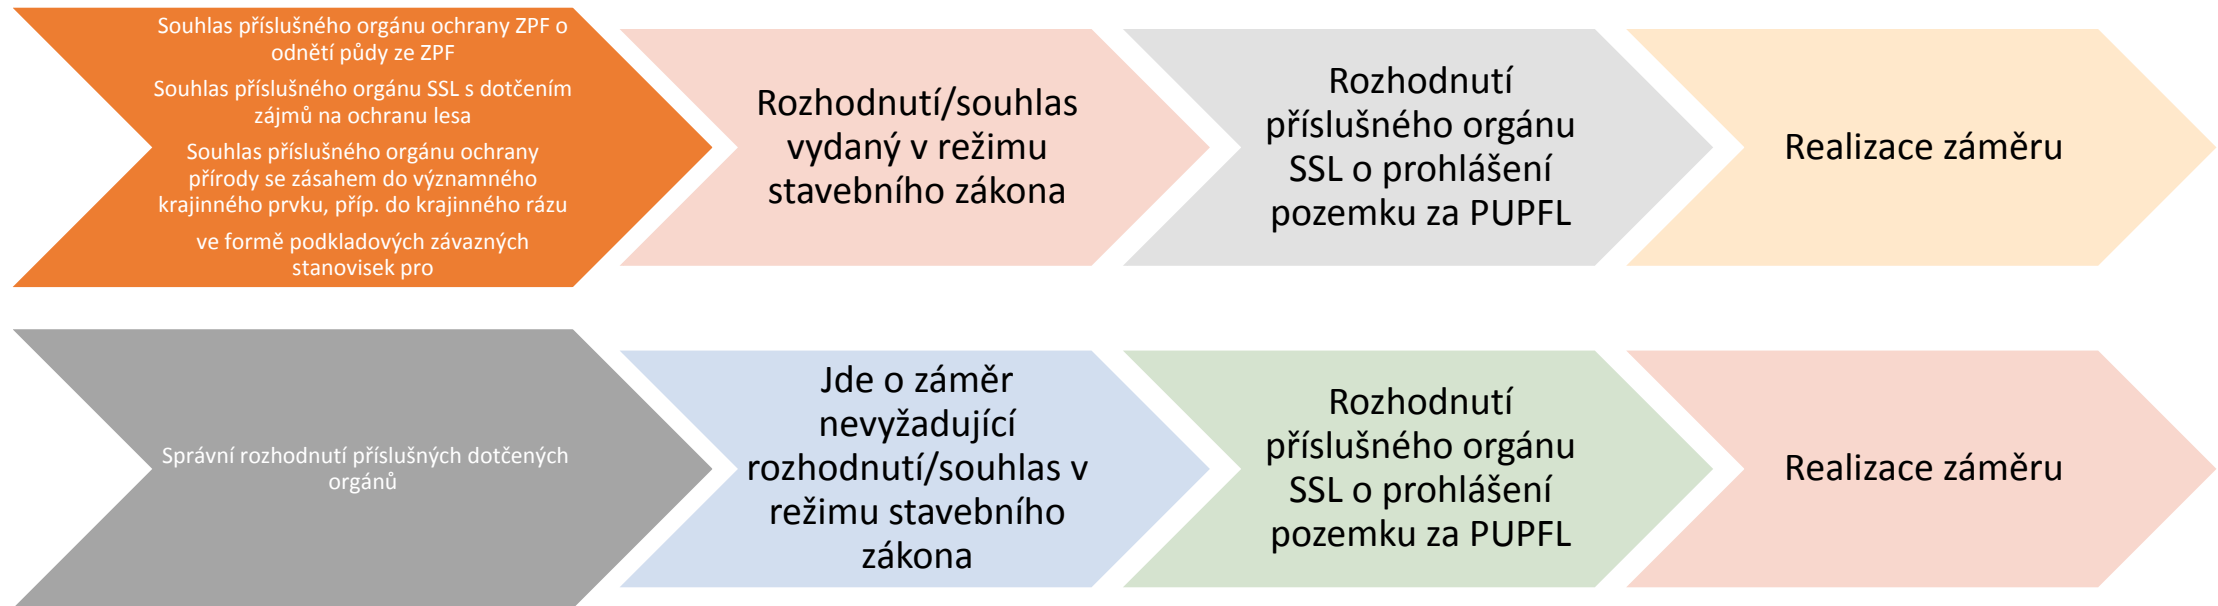 Souhlas příslušného orgánu ochrany ZPF o
odnětí půdy ze ZPF
Souhlas příslušného orgánu SSL s dotčením
zájmů na ochranu lesa
Souhlas příslušného orgánu ochrany
přírody se zásahem do významného
krajinného prvku, příp. do krajinného rázu
ve formě podkladových závazných
stanovisek pro
Rozhodnutí/souhlas
vydaný v režimu
stavebního zákona
Rozhodnutí
příslušného orgánu
SSL o prohlášení
pozemku za PUPFL
Realizace záměru
Správní rozhodnutí příslušných dotčených
orgánů
Jde o záměr
nevyžadující
rozhodnutí/souhlas v
režimu stavebního
zákona
Rozhodnutí
příslušného orgánu
SSL o prohlášení
pozemku za PUPFL
Realizace záměru